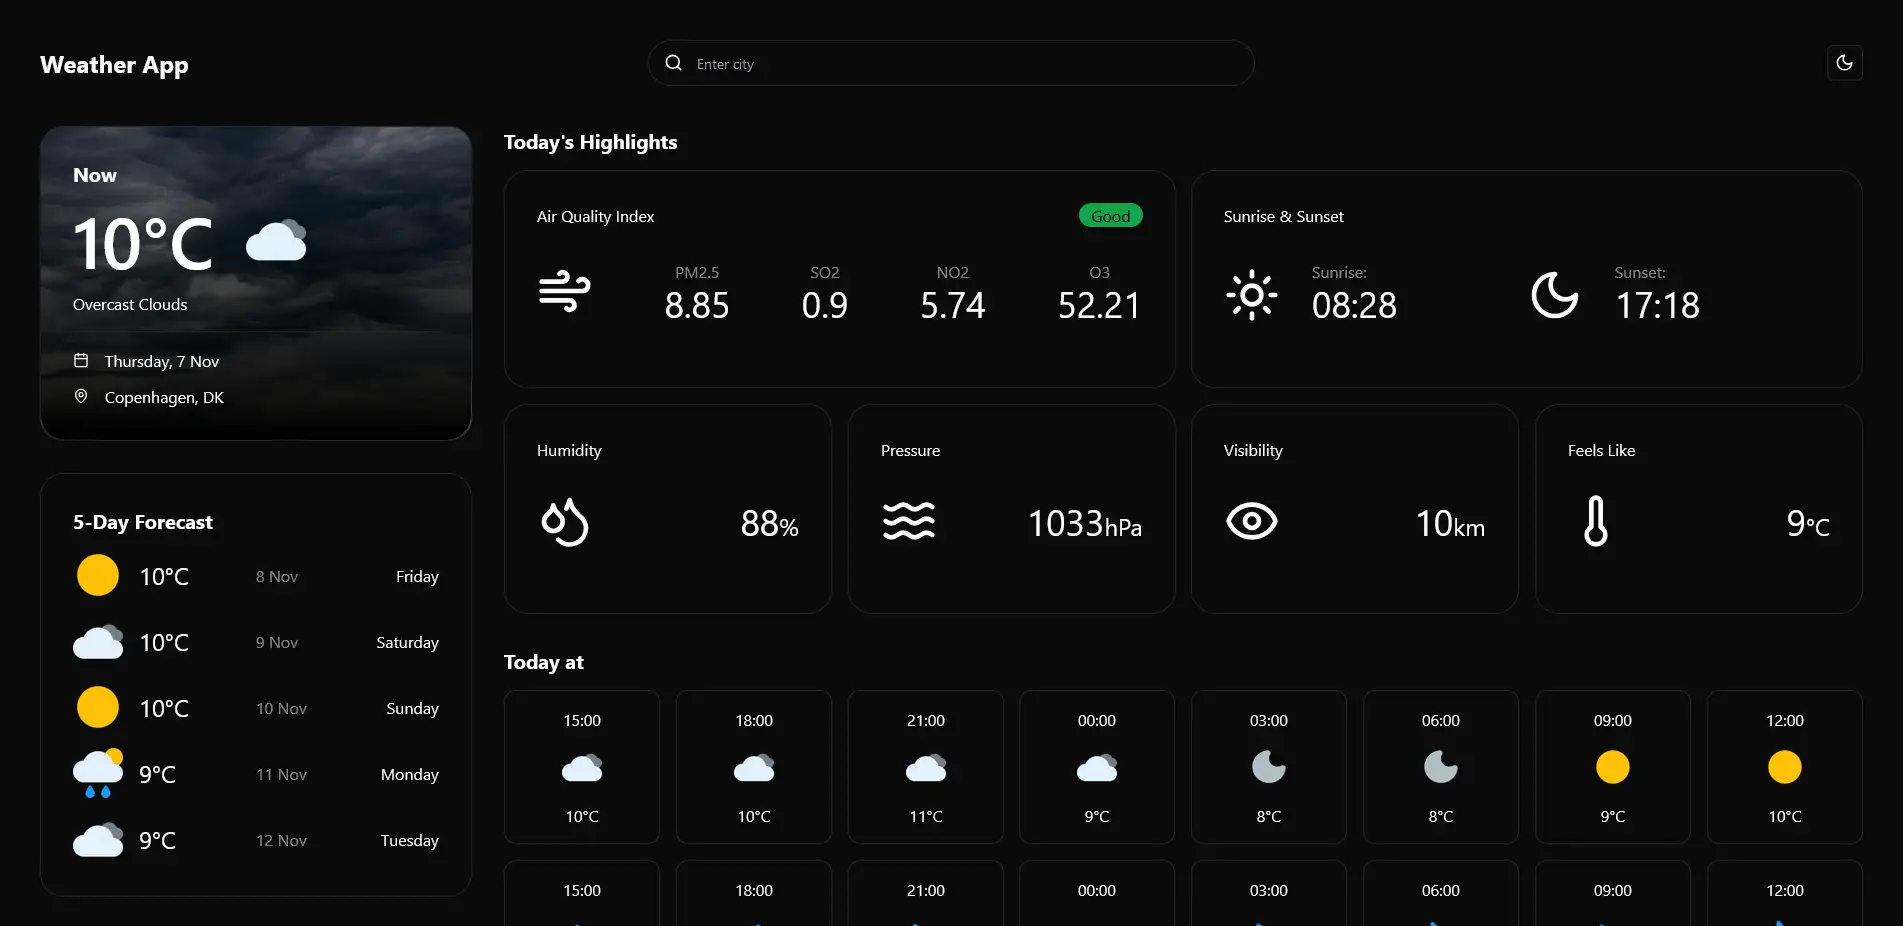 Weather App
Enter city
Now
10°C
Overcast Clouds
Thursday, 7 Nov
Copenhagen, DK
5-Day Forecast
10°C 8 Nov Friday
10°C 9 Nov Saturday
10°C 10 Nov Sunday
9°C 11 Nov Monday
9°C 12 Nov Tuesday
Today's Highlights
Air Quality Index Good
PM2.5 SO2 NO2 O3
8.85 0.9 5.74 52.21
Sunrise & Sunset
Sunrise: Sunset:
08:28 17:18
Humidity
88%
Pressure
1033hPa
Visibility
10km
Feels Like
9°C
Today at
15:00 18:00 21:00 00:00 03:00 06:00 09:00 12:00
10°C 10°C 11°C 9°C 8°C 8°C 9°C 10°C
15:00 18:00 21:00 00:00 03:00 06:00 09:00 12:00